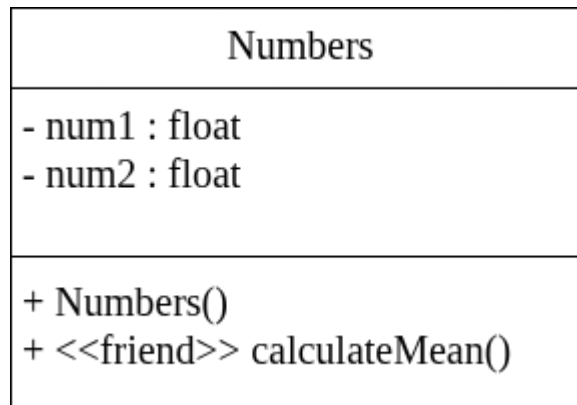 Numbers
- num1 : float
- num2 : float
+ Numbers()
+ <<friend>> calculateMean()